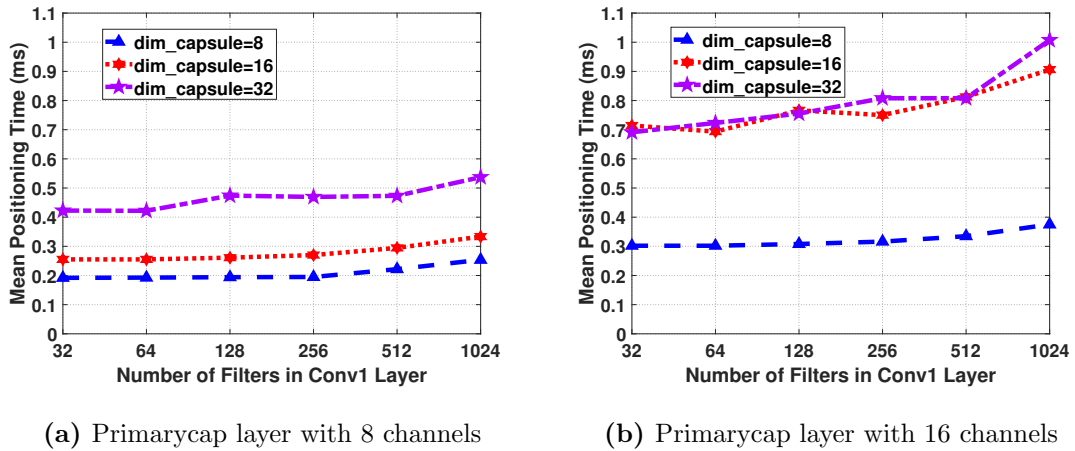 1.1
1
0.9
0.8
0.7
0.6
0.5
0.4
0.3
0.2
0.1
0
Mean Positioning Time (ms)
dim_capsule=8
dim_capsule=16
dim_capsule=32
32 64 128 256 512 1024
Number of Filters in Conv1 Layer
(a) Primarycap layer with 8 channels
1.1
1
0.9
0.8
0.7
0.6
0.5
0.4
0.3
0.2
0.1
0
Mean Positioning Time (ms)
dim_capsule=8
dim_capsule=16
dim_capsule=32
32 64 128 256 512 1024
Number of Filters in Conv1 Layer
(b) Primarycap layer with 16 channels